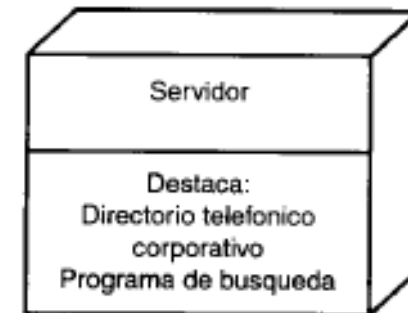 Servidor
Destaca:
Directorio telefonico
corporativo
Programa de busqueda